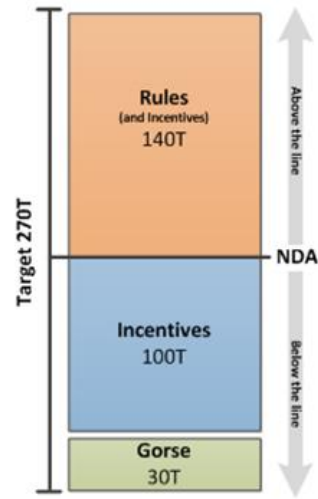 Target 270T
Rules
(and Incentives)
140T
Above the line
NDA
Incentives
100T
Below the line
Gorse
30T